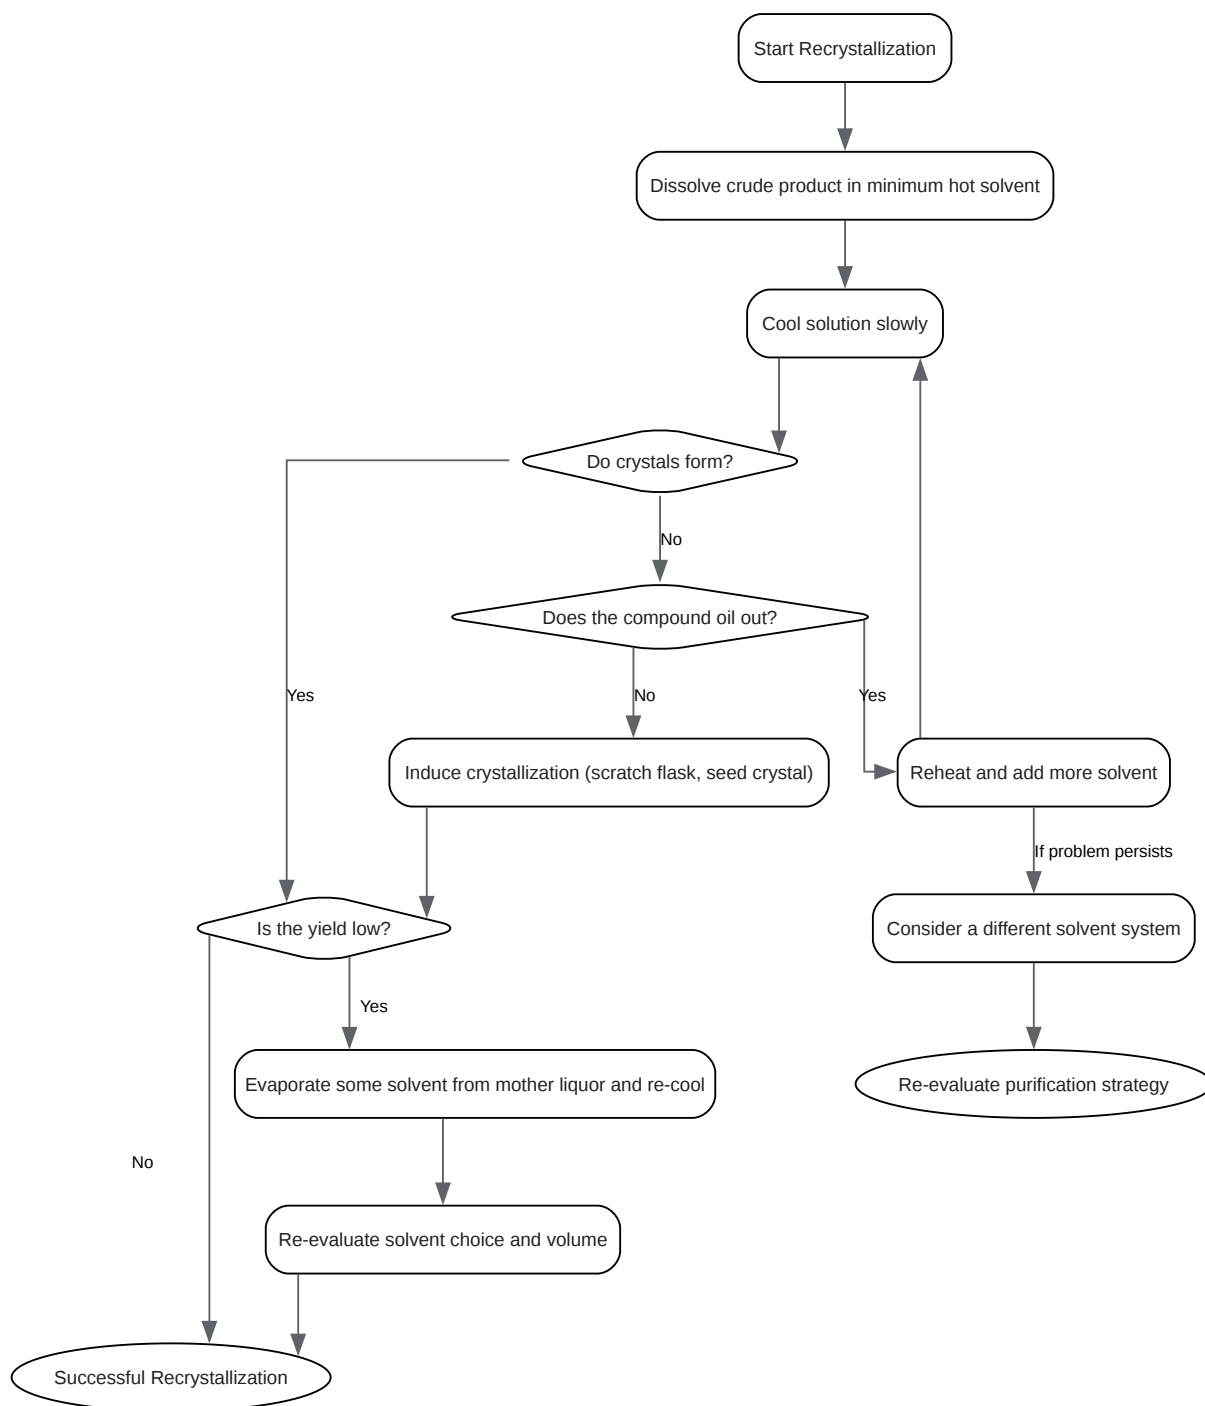 Start Recrystallization
Dissolve crude product in minimum hot solvent
Cool solution slowly
Do crystals form?
No
Does the compound oil out?
Yes
No
Yes
Induce crystallization (scratch flask, seed crystal)
Reheat and add more solvent
If problem persists
Is the yield low?
Consider a different solvent system
Yes
Evaporate some solvent from mother liquor and re-cool
Re-evaluate purification strategy
No
Re-evaluate solvent choice and volume
Successful Recrystallization